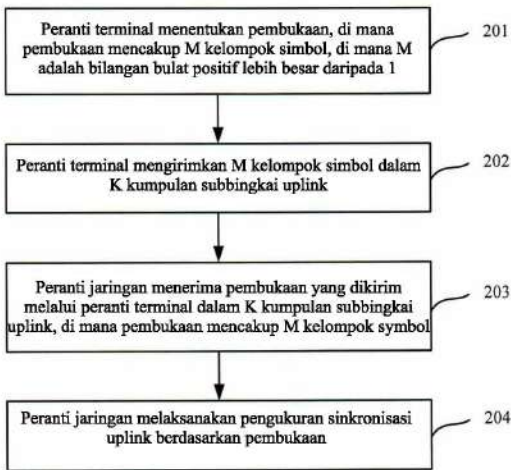 Peranti terminal menentukan pembukaan, di mana
pembukaan mencakup M kelompok simbol, di mana M
adalah bilangan bulat positif lebih besar daripada 1
201
Peranti terminal mengirimkan M kelompok simbol dalam
K kumpulan subbingkai uplink
202
Peranti jaringan menerima pembukaan yang dikirim
melalui peranti terminal dalam K kumpulan subbingkai
uplink, di mana pembukaan mencakup M kelompok symbol
203
Peranti jaringan melaksanakan pengukuran sinkronisasi
uplink berdasarkan pembukaan
204